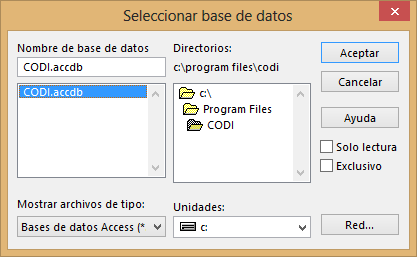 Seleccionar base de datos
Nombre de base de datos
CODI.accdb
CODI.accdb
Mostrar archivos de tipo:
Bases de datos Access (*
Directorios:
c:\program files\codi
c:\
Program Files
CODI
Unidades:
c:
Aceptar
Cancelar
Ayuda
Solo lectura
Exclusivo
Red...